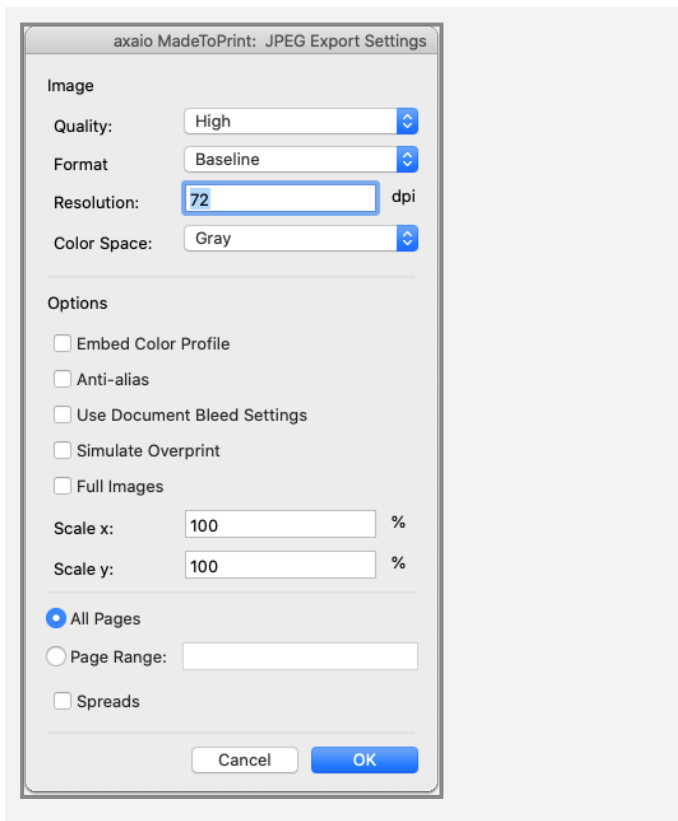 axaio MadeToPrint: JPEG Export Settings
Image
Quality: High
Format Baseline
Resolution: 72 dpi
Color Space: Gray
Options
Embed Color Profile
Anti-alias
Use Document Bleed Settings
Simulate Overprint
Full Images
Scale x: 100 %
Scale y: 100 %
All Pages
Page Range:
Spreads
Cancel OK